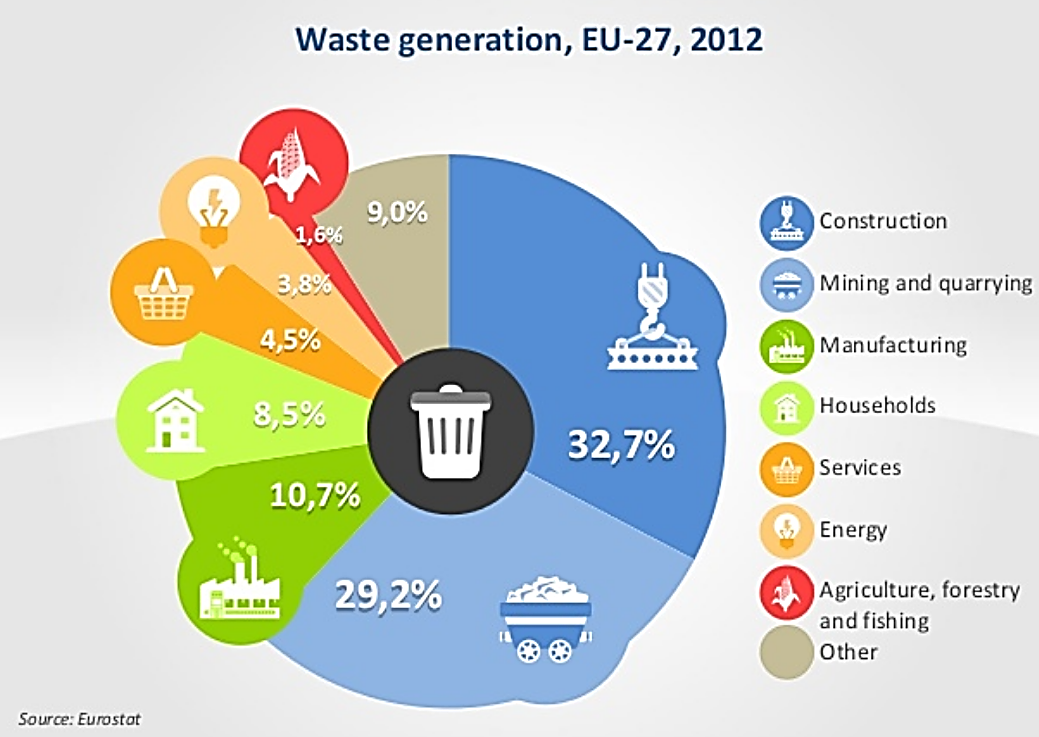 Waste generation, EU-27, 2012
9,0%
1,6%
3,8%
4,5%
8,5%
10,7%
29,2%
32,7%
Construction
Mining and quarrying
Manufacturing
Households
Services
Energy
Agriculture, forestry
and fishing
Other
Source: Eurostat